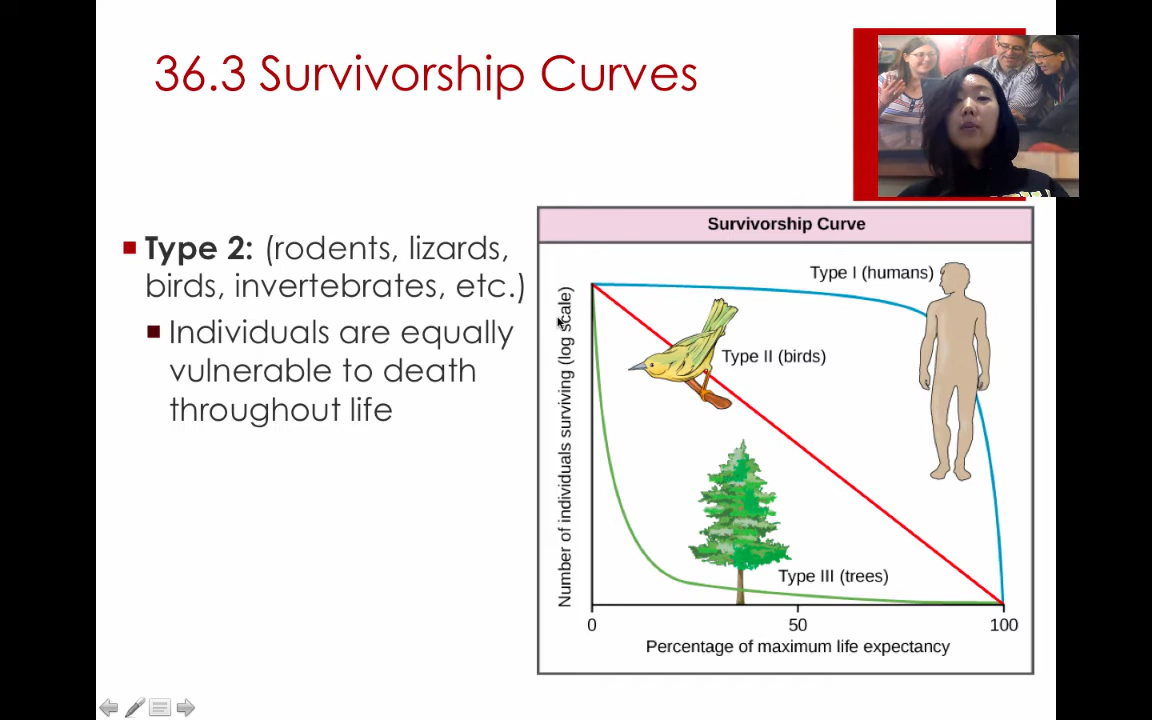 36.3 Survivorship Curves
Type 2: (rodents, lizards,
birds, invertebrates, etc.)
Individuals are equally
vulnerable to death
throughout life
Survivorship Curve
Type I (humans)
Type II (birds)
Type III (trees)
Number of individuals surviving (log scale)
0
50
100
Percentage of maximum life expectancy